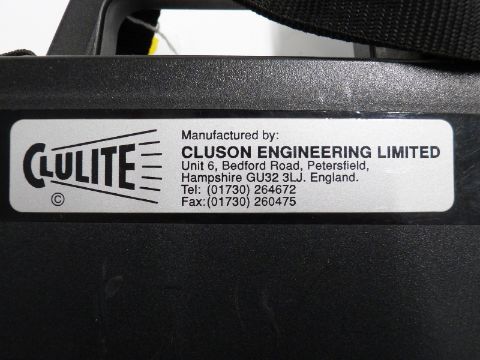 CLULITE
©
Manufactured by:
CLUSON ENGINEERING LIMITED
Unit 6, Bedford Road, Petersfield,
Hampshire GU32 3LJ. England.
Tel: (01730) 264672
Fax:(01730) 260475